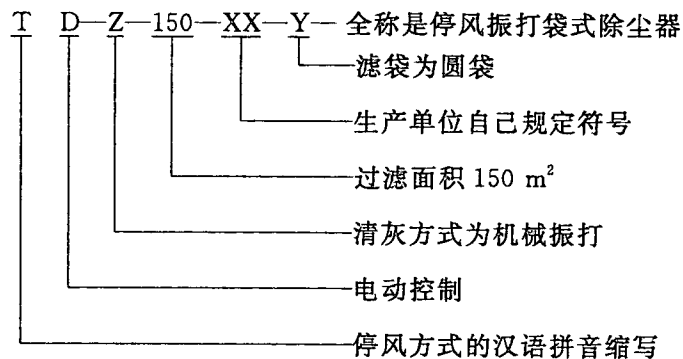 T D—Z—150—XX—Y—全称是停风振打袋式除尘器
滤袋为圆袋
生产单位自己规定符号
过滤面积 150 m²
清灰方式为机械振打
电动控制
停风方式的汉语拼音缩写